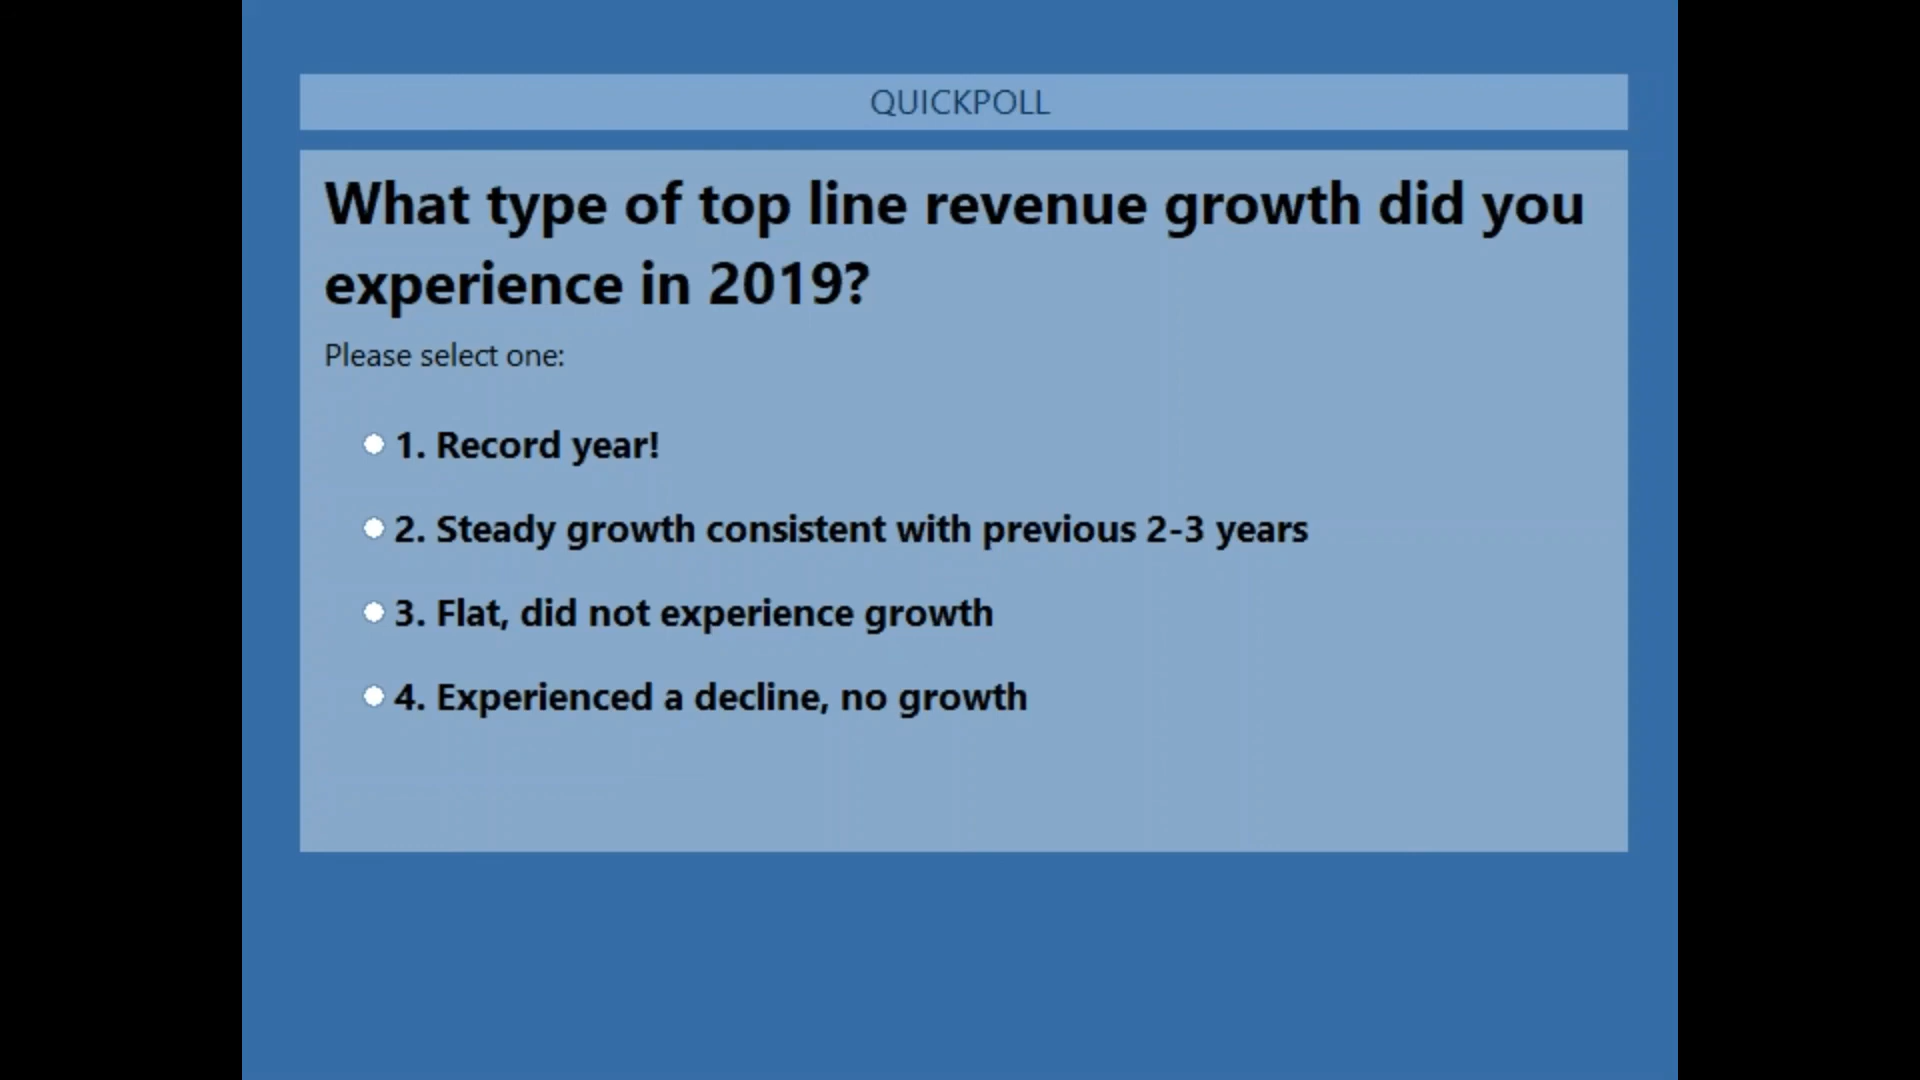 QUICKPOLL
What type of top line revenue growth did you
experience in 2019?
Please select one:
1. Record year!
2. Steady growth consistent with previous 2-3 years
3. Flat, did not experience growth
4. Experienced a decline, no growth